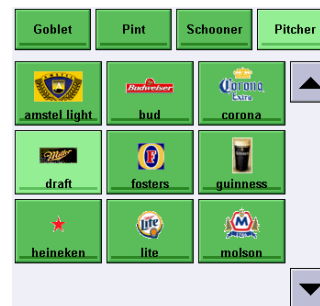 Goblet Pint Schooner Pitcher
Budweiser Corona
Extra
amstel light bud corona
Miller
draft fosters guinness
Lite
heineken lite molson